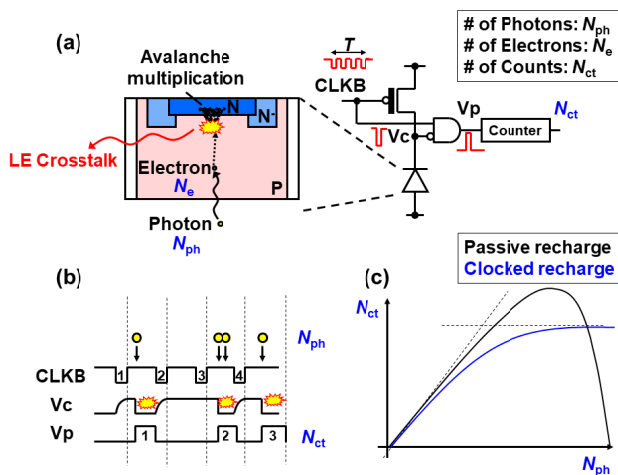 (a)
Avalanche
multiplication
N
N-
LE Crosstalk
Electron
Ne
P
Photon
Nph
T
CLKB
Vc
Vp
Counter
Nct
# of Photons: Nph
# of Electrons: Ne
# of Counts: Nct
(b)
Nph
CLKB
1 2 3 4
Vc
Vp
1 2 3
Nct
(c)
Passive recharge
Clocked recharge
Nct
Nph